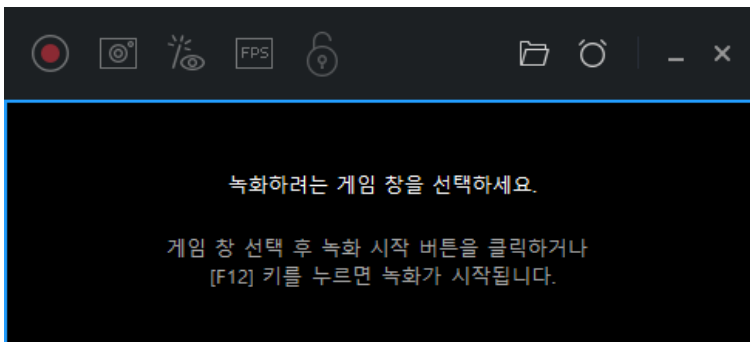 FPS
녹화하려는 게임 창을 선택하세요.
게임 창 선택 후 녹화 시작 버튼을 클릭하거나
[F12] 키를 누르면 녹화가 시작됩니다.